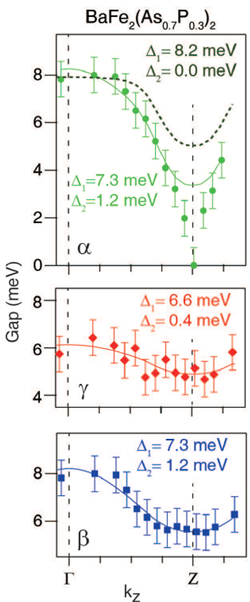 BaFe₂(As₀.₇P₀.₃)₂
Δ₁=8.2 meV
Δ₂=0.0 meV
8
6
Δ₁=7.3 meV
Δ₂=1.2 meV
4
2
0
α
Gap (meV)
Δ₁=6.6 meV
Δ₂=0.4 meV
8
6
4
γ
Δ₁=7.3 meV
Δ₂=1.2 meV
8
6
β
Γ Z
k_Z